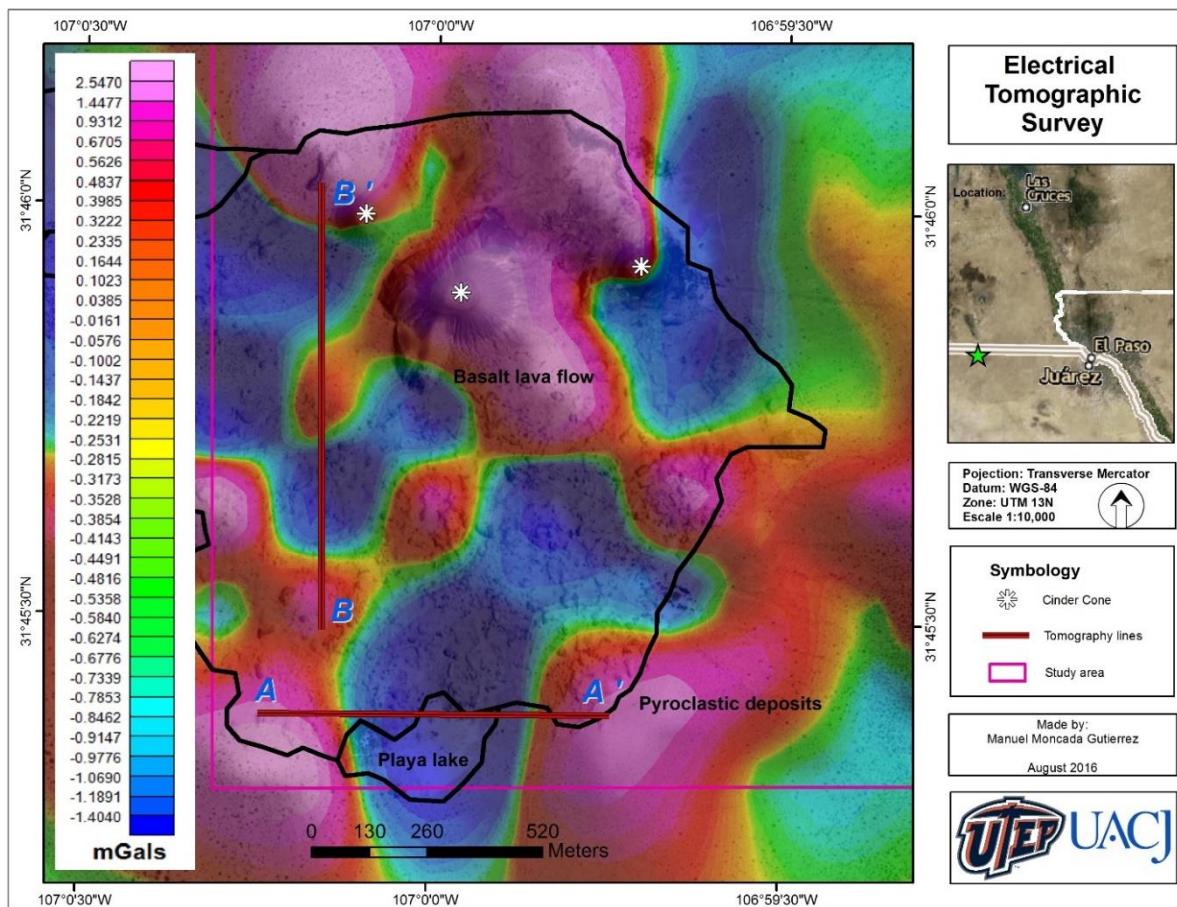 107°0'30"W
107°0'0"W
106°59'30"W
2.5470
1.4477
0.9312
0.6705
0.5626
0.4837
0.3985
0.3222
0.2335
0.1644
0.1023
0.0385
-0.0161
-0.0576
-0.1002
-0.1437
-0.1842
-0.2211
-0.2531
-0.2815
-0.3173
-0.3528
-0.3854
-0.4143
-0.4491
-0.4816
-0.5358
-0.5840
-0.6274
-0.6776
-0.7339
-0.7853
-0.8462
-0.9147
-0.9776
-1.0690
-1.1891
-1.4040
mGals
31°46'0"N
31°45'30"N
B '
Basalt lava flow
B
A
A '
Pyroclastic deposits
Playa lake
0 130 260 520
Meters
31°46'0"N
31°45'30"N
107°0'30"W
107°0'0"W
106°59'30"W
Electrical
Tomographic
Survey
Location:
Las
Cruces
El Paso
Juárez
Projection: Transverse Mercator
Datum: WGS-84
Zone: UTM 13N
Escale 1:10,000
Symbology
Cinder Cone
Tomography lines
Study area
Made by:
Manuel Moncada Gutierrez
August 2016
UTEP
UACJ